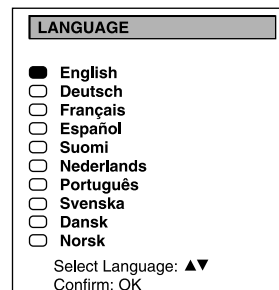 LANGUAGE
English
Deutsch
Français
Español
Suomi
Nederlands
Português
Svenska
Dansk
Norsk
Select Language: ▲▼
Confirm: OK